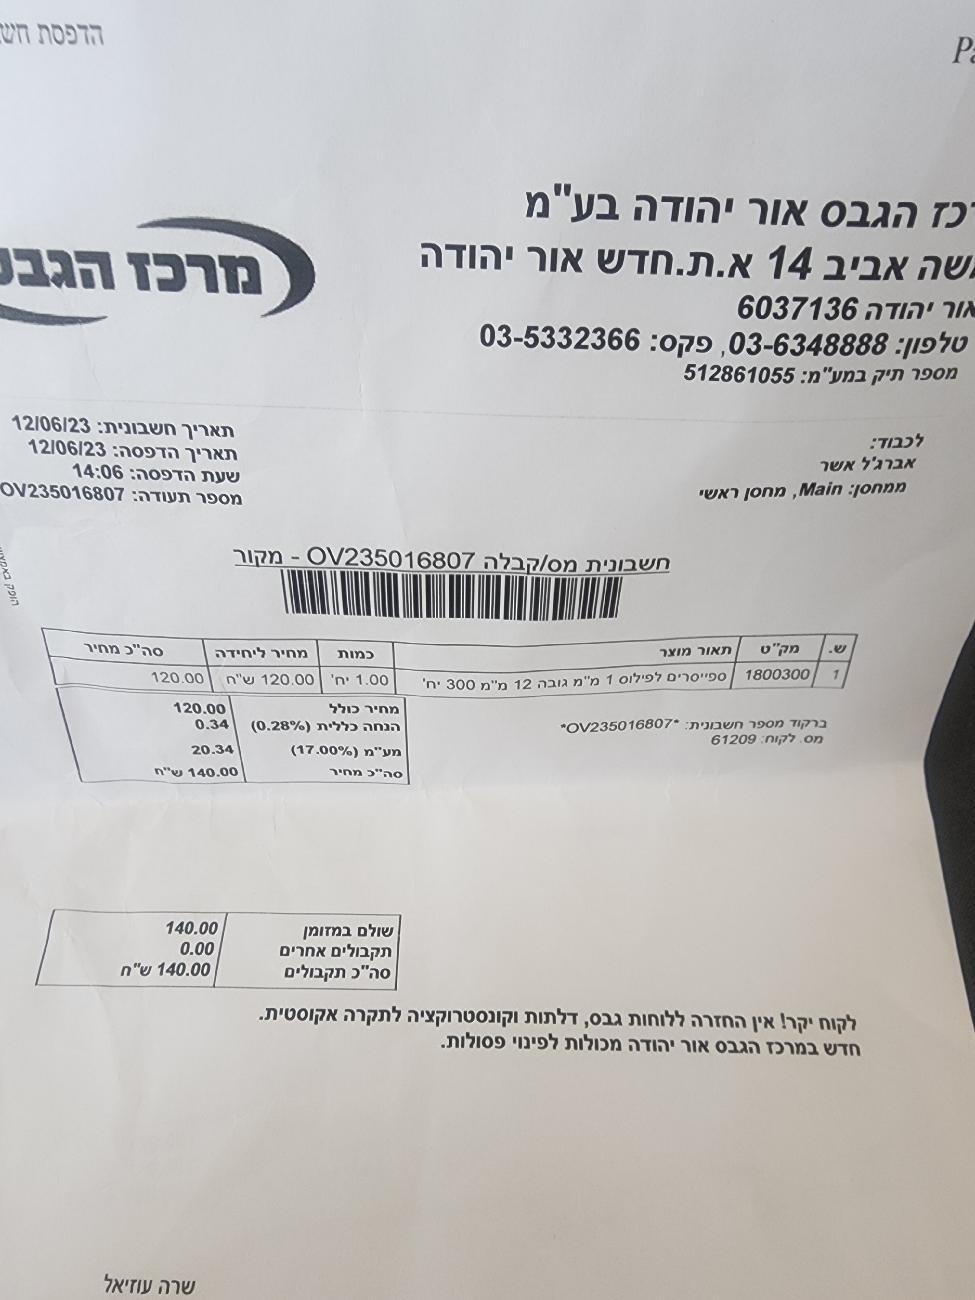 הדפסת חש
Pa
רכז הגבס אור יהודה בע"מ
שה אביב 14 א.ת.חדש אור יהודה
אור יהודה 6037136
טלפון: 03-6348888, פקס: 03-5332366
מספר תיק במע"מ: 512861055
מרכז הגבס
תאריך חשבונית: 12/06/23
תאריך הדפסה: 12/06/23
שעת הדפסה: 14:06
מספר תעודה: OV235016807
לכבוד:
אברג'ל אשר
ממחסן: Main, מחסן ראשי
חשבונית מס/קבלה OV235016807 - מקור
ש. מק"ט תאור מוצר כמות מחיר ליחידה סה"כ מחיר
1 1800300 ספייסרים לפילוס 1 מ"מ גובה 12 מ"מ 300 יח' 1.00 יח' 120.00 ש"ח 120.00
מחיר כולל 120.00
הנחה כללית (0.28%) 0.34
מע"מ (17.00%) 20.34
סה"כ מחיר 140.00 ש"ח
ברקוד מספר חשבונית: *OV235016807*
מס. לקוח: 61209
שולם במזומן 140.00
תקבולים אחרים 0.00
סה"כ תקבולים 140.00 ש"ח
לקוח יקר! אין החזרה ללוחות גבס, דלתות וקונסטרוקציה לתקרה אקוסטית.
חדש במרכז הגבס אור יהודה מכולות לפינוי פסולות.
שרה עוזיאל